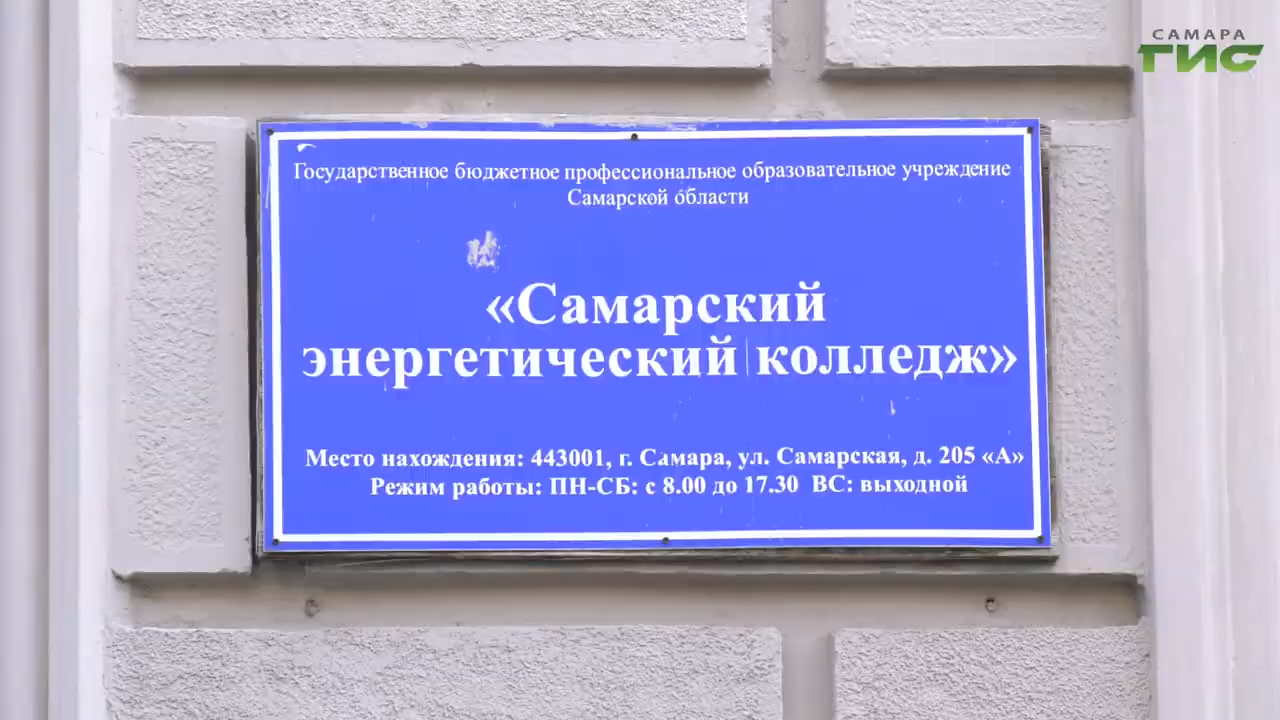 САМАРА
ГИС
Государственное бюджетное профессиональное образовательное учреждение
Самарской области
«Самарский
энергетический колледж»
Место нахождения: 443001, г. Самара, ул. Самарская, д. 205 «А»
Режим работы: ПН-СБ: с 8.00 до 17.30 ВС: выходной